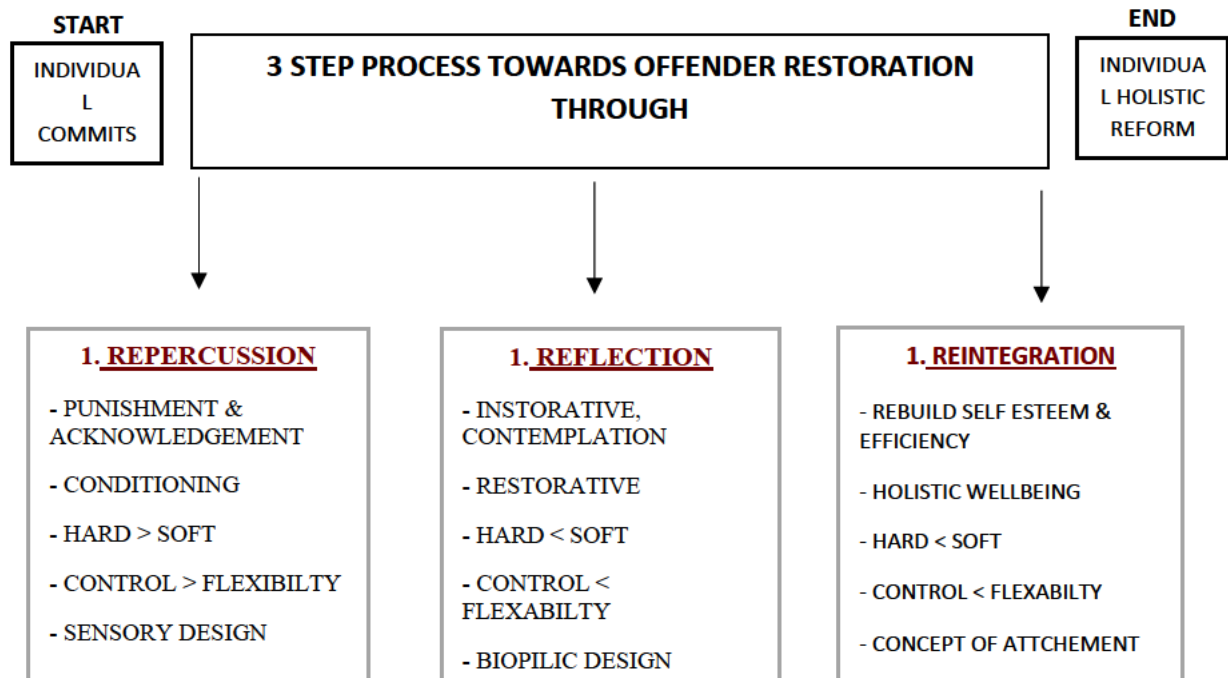 START
INDIVIDUA
L
COMMITS
3 STEP PROCESS TOWARDS OFFENDER RESTORATION
THROUGH
END
INDIVIDUA
L HOLISTIC
REFORM
1. REPERCUSSION
- PUNISHMENT &
ACKNOWLEDGEMENT
- CONDITIONING
- HARD > SOFT
- CONTROL > FLEXIBILTY
- SENSORY DESIGN
1. REFLECTION
- INSTORATIVE,
CONTEMPLATION
- RESTORATIVE
- HARD < SOFT
- CONTROL <
FLEXABILTY
- BIOPILIC DESIGN
1. REINTEGRATION
- REBUILD SELF ESTEEM &
EFFICIENCY
- HOLISTIC WELLBEING
- HARD < SOFT
- CONTROL < FLEXABILTY
- CONCEPT OF ATTCHEMENT